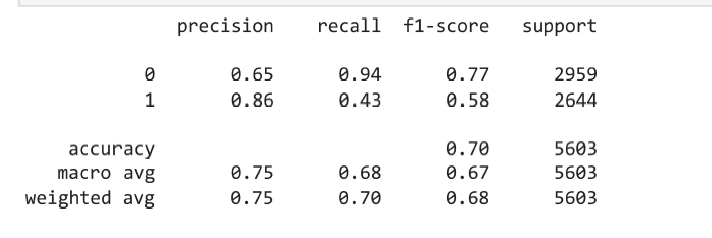 precision recall f1-score support
0 0.65 0.94 0.77 2959
1 0.86 0.43 0.58 2644
accuracy 0.70 5603
macro avg 0.75 0.68 0.67 5603
weighted avg 0.75 0.70 0.68 5603